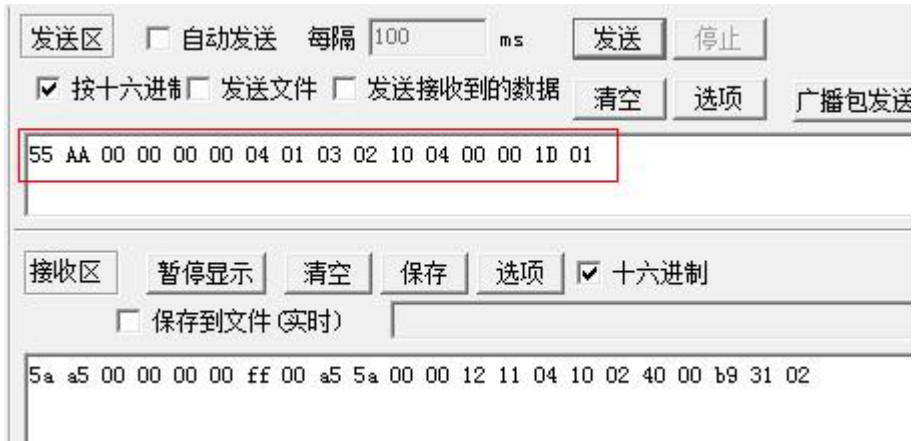 发送区 自动发送 每隔 100 ms 发送 停止
按十六进制 发送文件 发送接收到的数据 清空 选项 广播包发送
55 AA 00 00 00 00 04 01 03 02 10 04 00 00 1D 01
接收区 暂停显示 清空 保存 选项 十六进制
保存到文件(实时)
5a a5 00 00 00 00 ff 00 a5 5a 00 00 12 11 04 10 02 40 00 b9 31 02